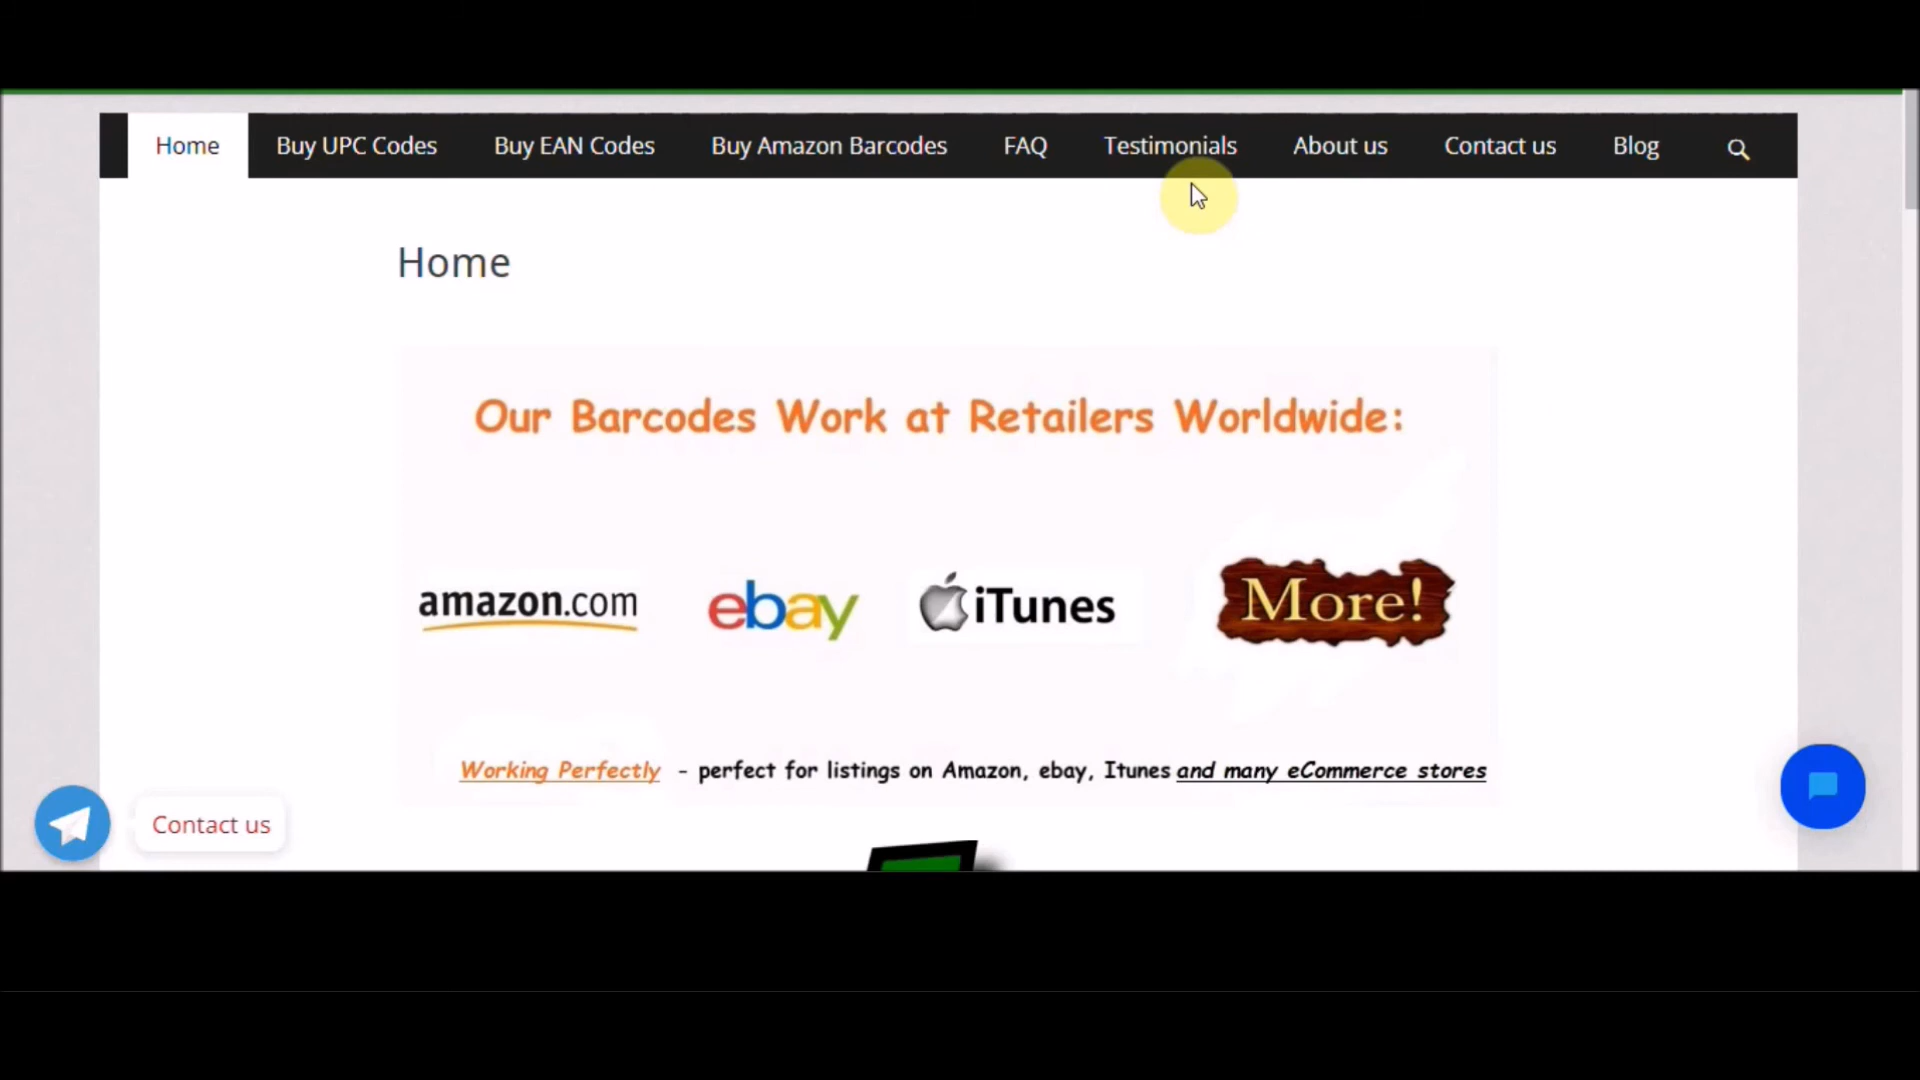 Home Buy UPC Codes Buy EAN Codes Buy Amazon Barcodes FAQ Testimonials About us Contact us Blog
Home
Our Barcodes Work at Retailers Worldwide:
amazon.com ebay iTunes More!
Working Perfectly - perfect for listings on Amazon, ebay, Itunes and many eCommerce stores
Contact us